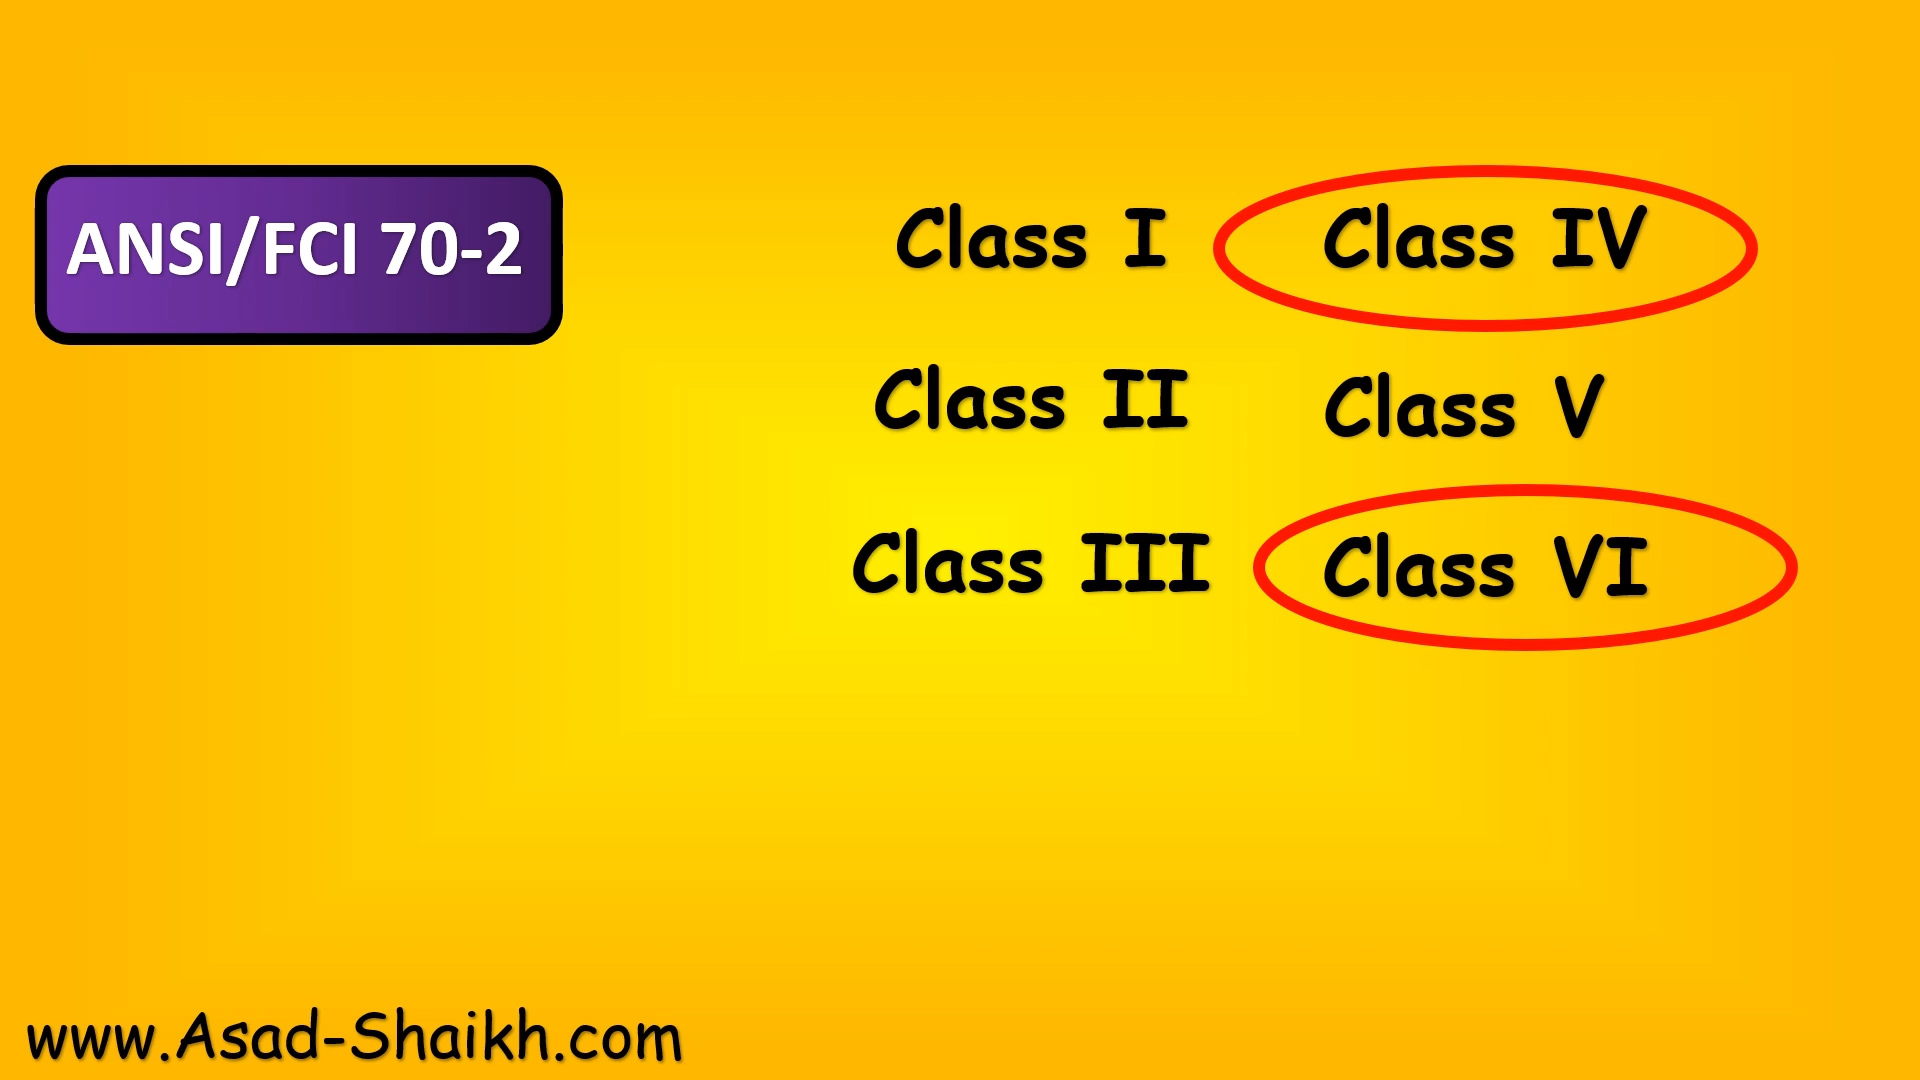 ANSI/FCI 70-2
Class I
Class IV
Class II
Class V
Class III
Class VI
www.Asad-Shaikh.com